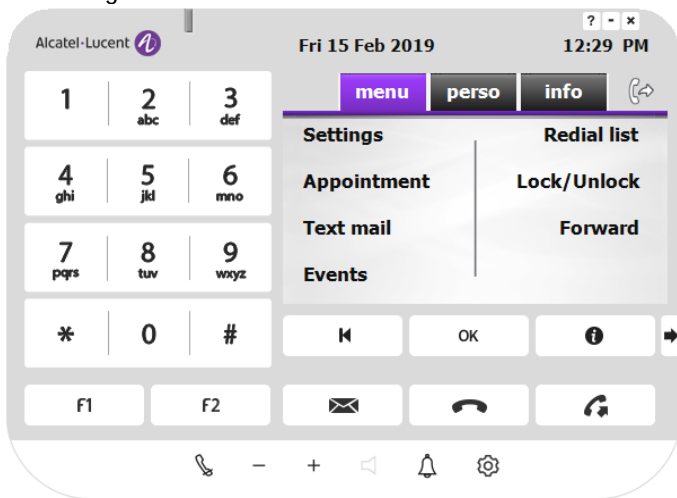 ? - ×
Alcatel·Lucent
Fri 15 Feb 2019 12:29 PM
menu perso info
Settings Redial list
Appointment Lock/Unlock
Text mail Forward
Events
1 2 abc 3 def
4 ghi 5 jkl 6 mno
7 pqrs 8 tuv 9 wxyz
* 0 #
OK
F1 F2
- +